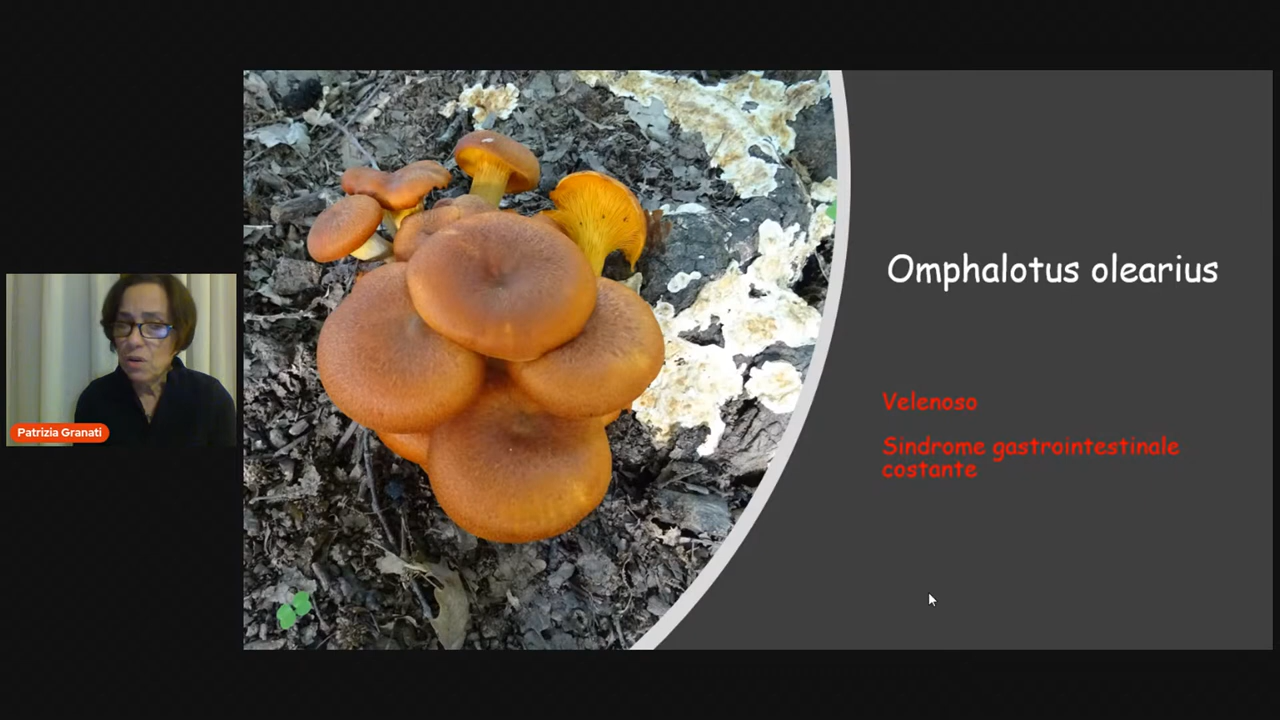 Patrizia Granati
Omphalotus olearius
Velenoso
Sindrome gastrointestinale
costante